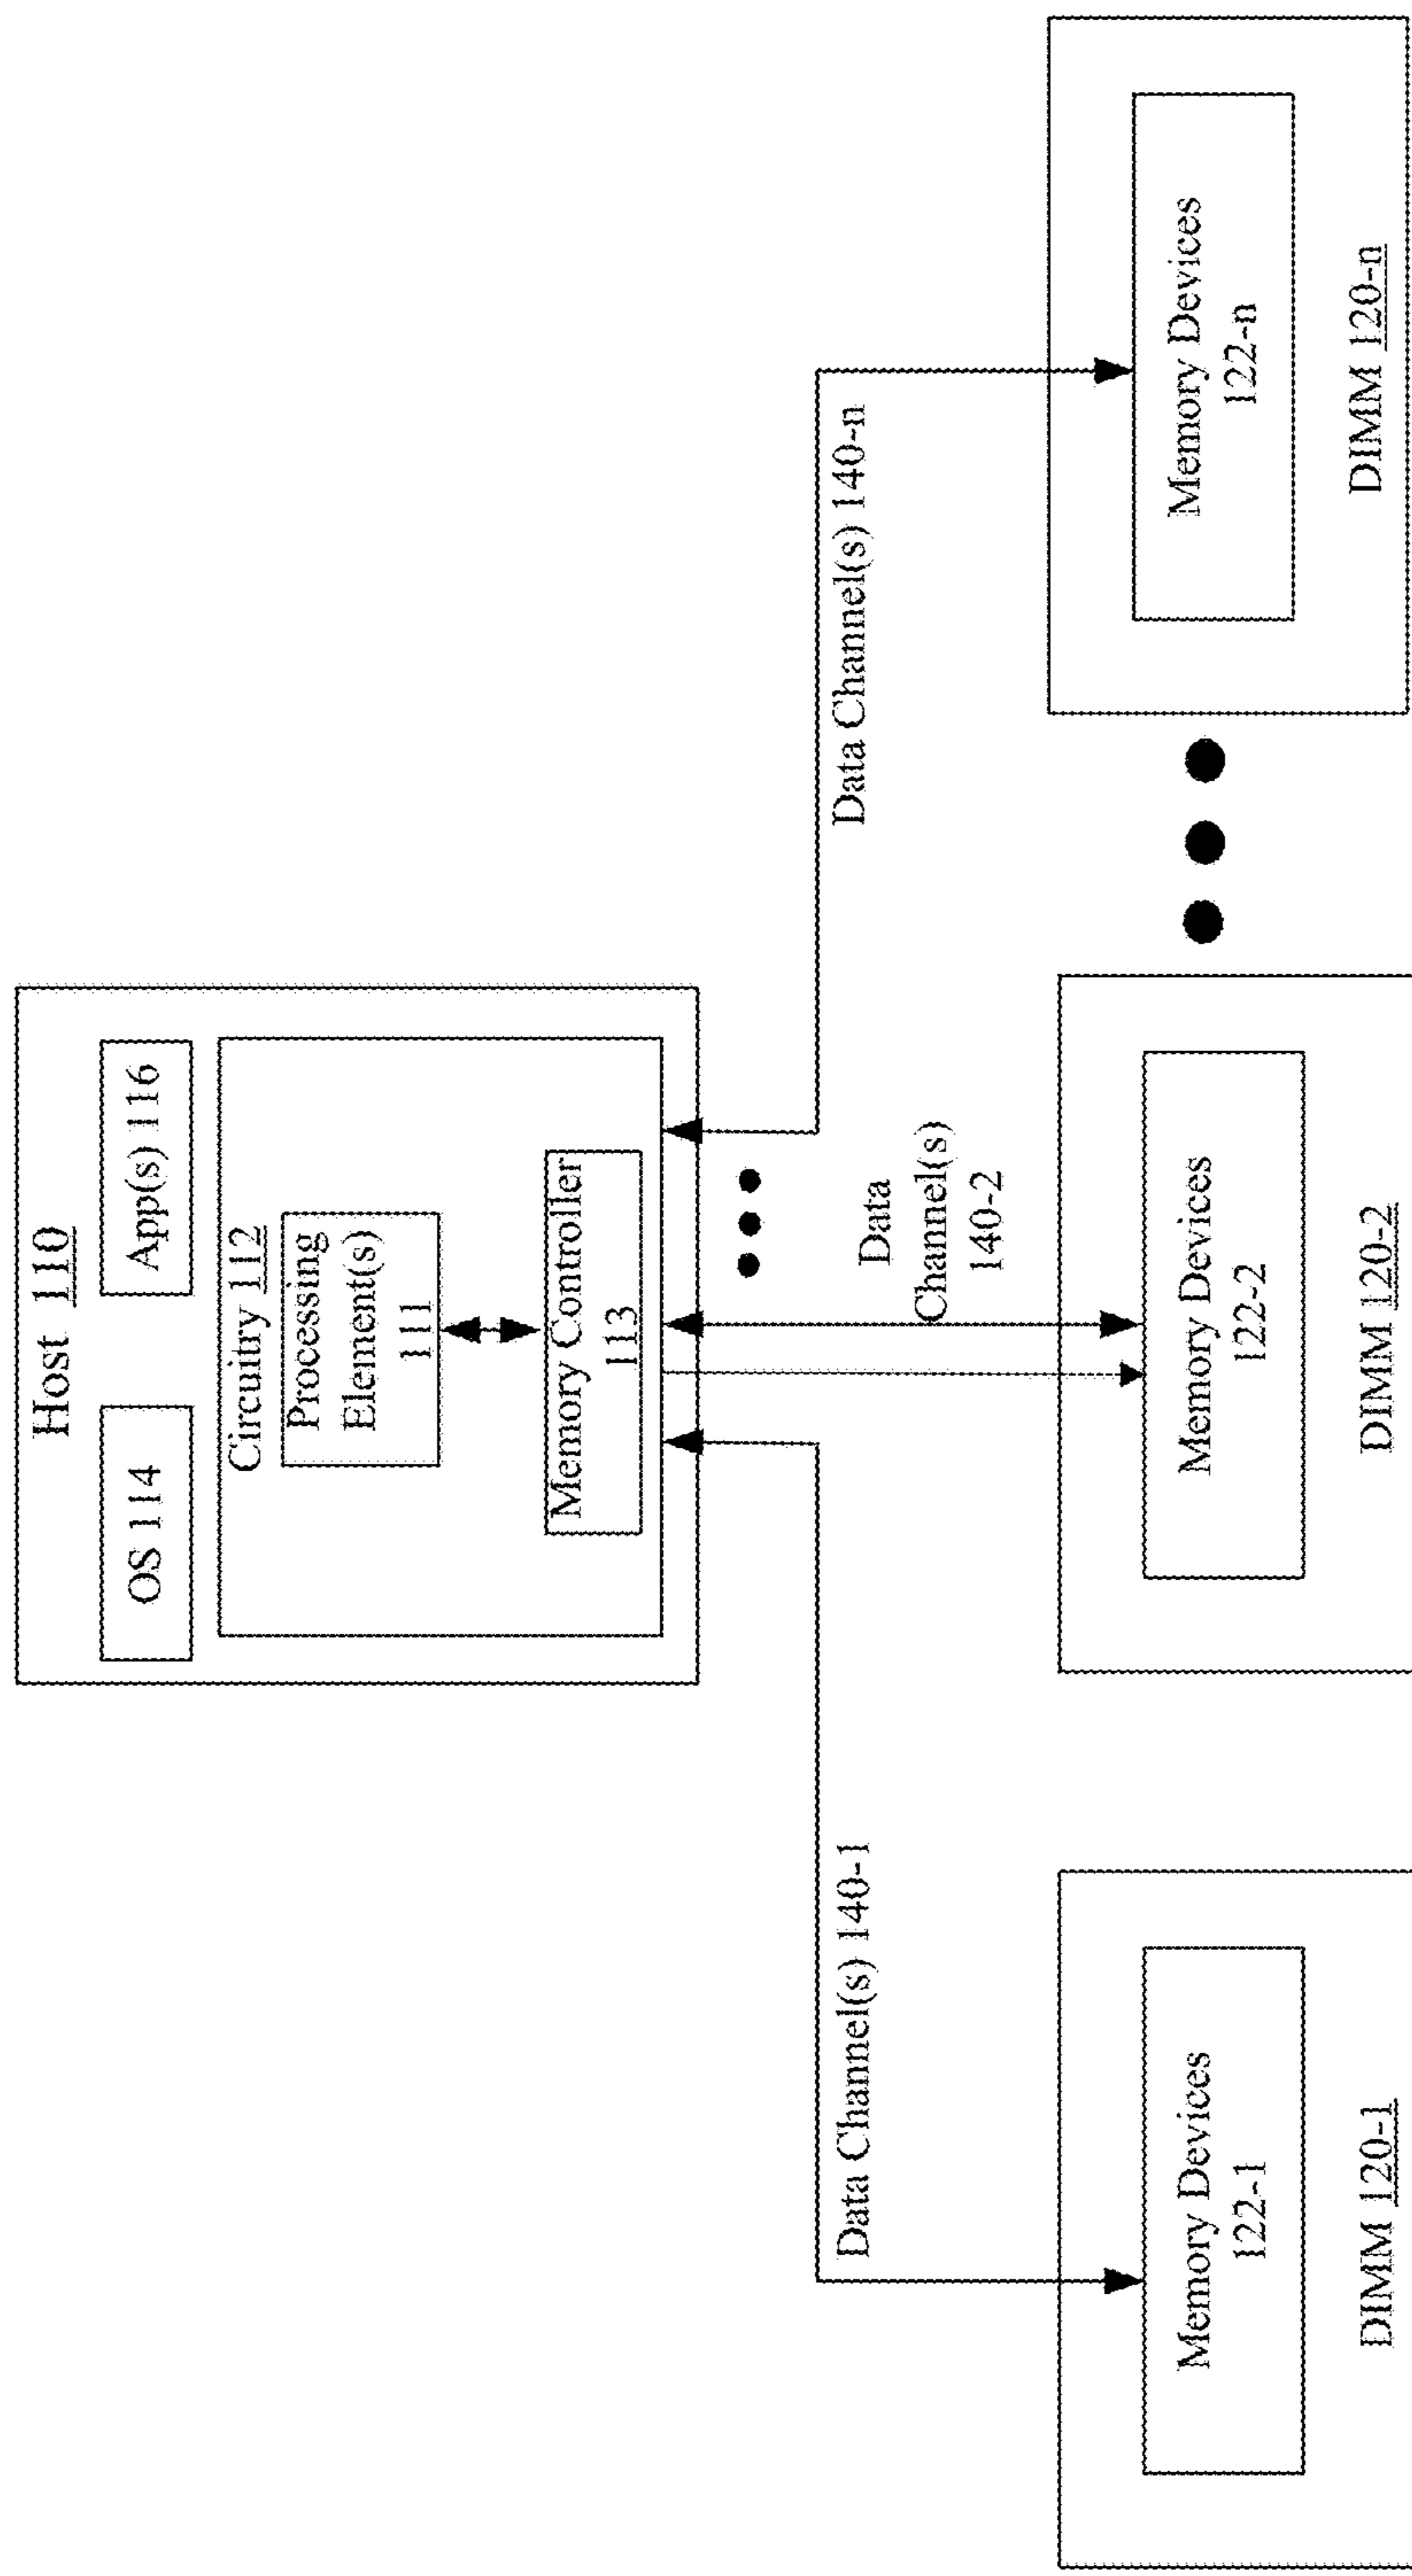 Host 110
OS 114
App(s) 116
Circuitry 112
Processing
Element(s)
111
Memory Controller
113
Data Channel(s) 140-1
Data
Channel(s)
140-2
Data Channel(s) 140-n
Memory Devices
122-1
DIMM 120-1
Memory Devices
122-2
DIMM 120-2
Memory Devices
122-n
DIMM 120-n